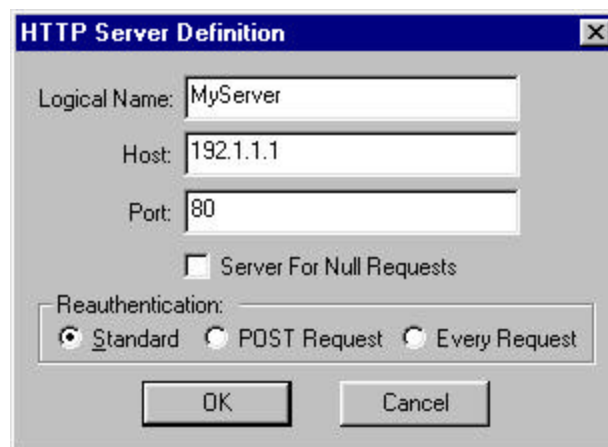 HTTP Server Definition
Logical Name: MyServer
Host: 192.1.1.1
Port: 80
Server For Null Requests
Reauthentication:
Standard POST Request Every Request
OK Cancel